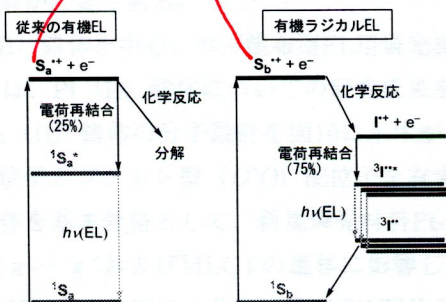 従来の有機EL
Sₐ•⁺ + e⁻
化学反応
電荷再結合
(25%)
分解
¹Sₐ*
hν(EL)
¹Sₐ
有機ラジカルEL
S_b•⁺ + e⁻
化学反応
I•⁺ + e⁻
電荷再結合
(75%)
³I••*
hν(EL)
³I••
¹S_b